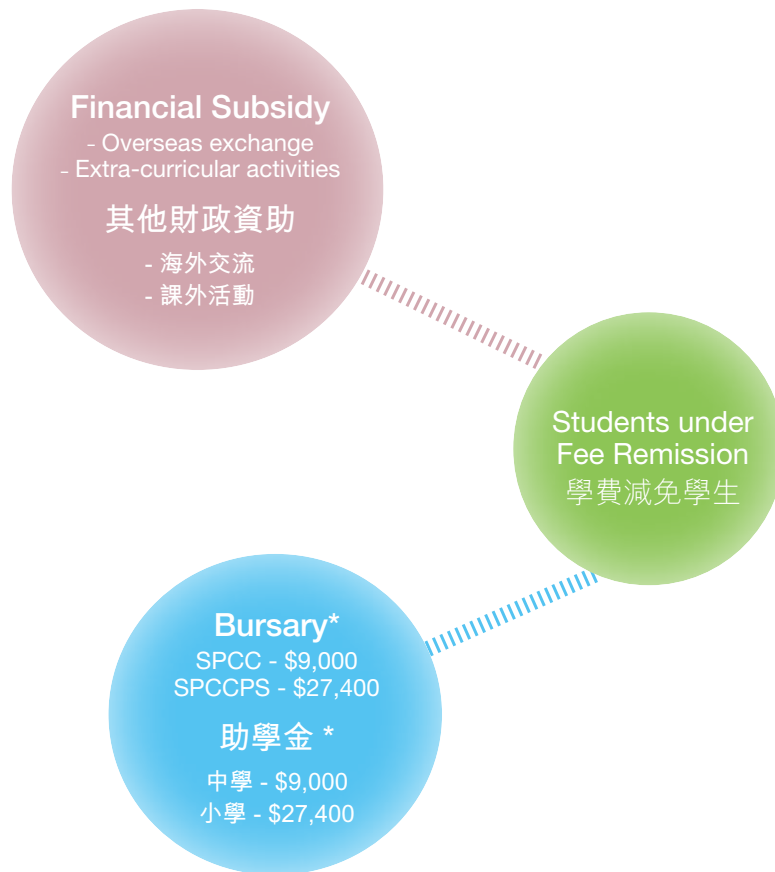 Financial Subsidy
- Overseas exchange
- Extra-curricular activities
其他財政資助
- 海外交流
- 課外活動
Students under
Fee Remission
學費減免學生
Bursary*
SPCC - $9,000
SPCCPS - $27,400
助學金 *
中學 - $9,000
小學 - $27,400